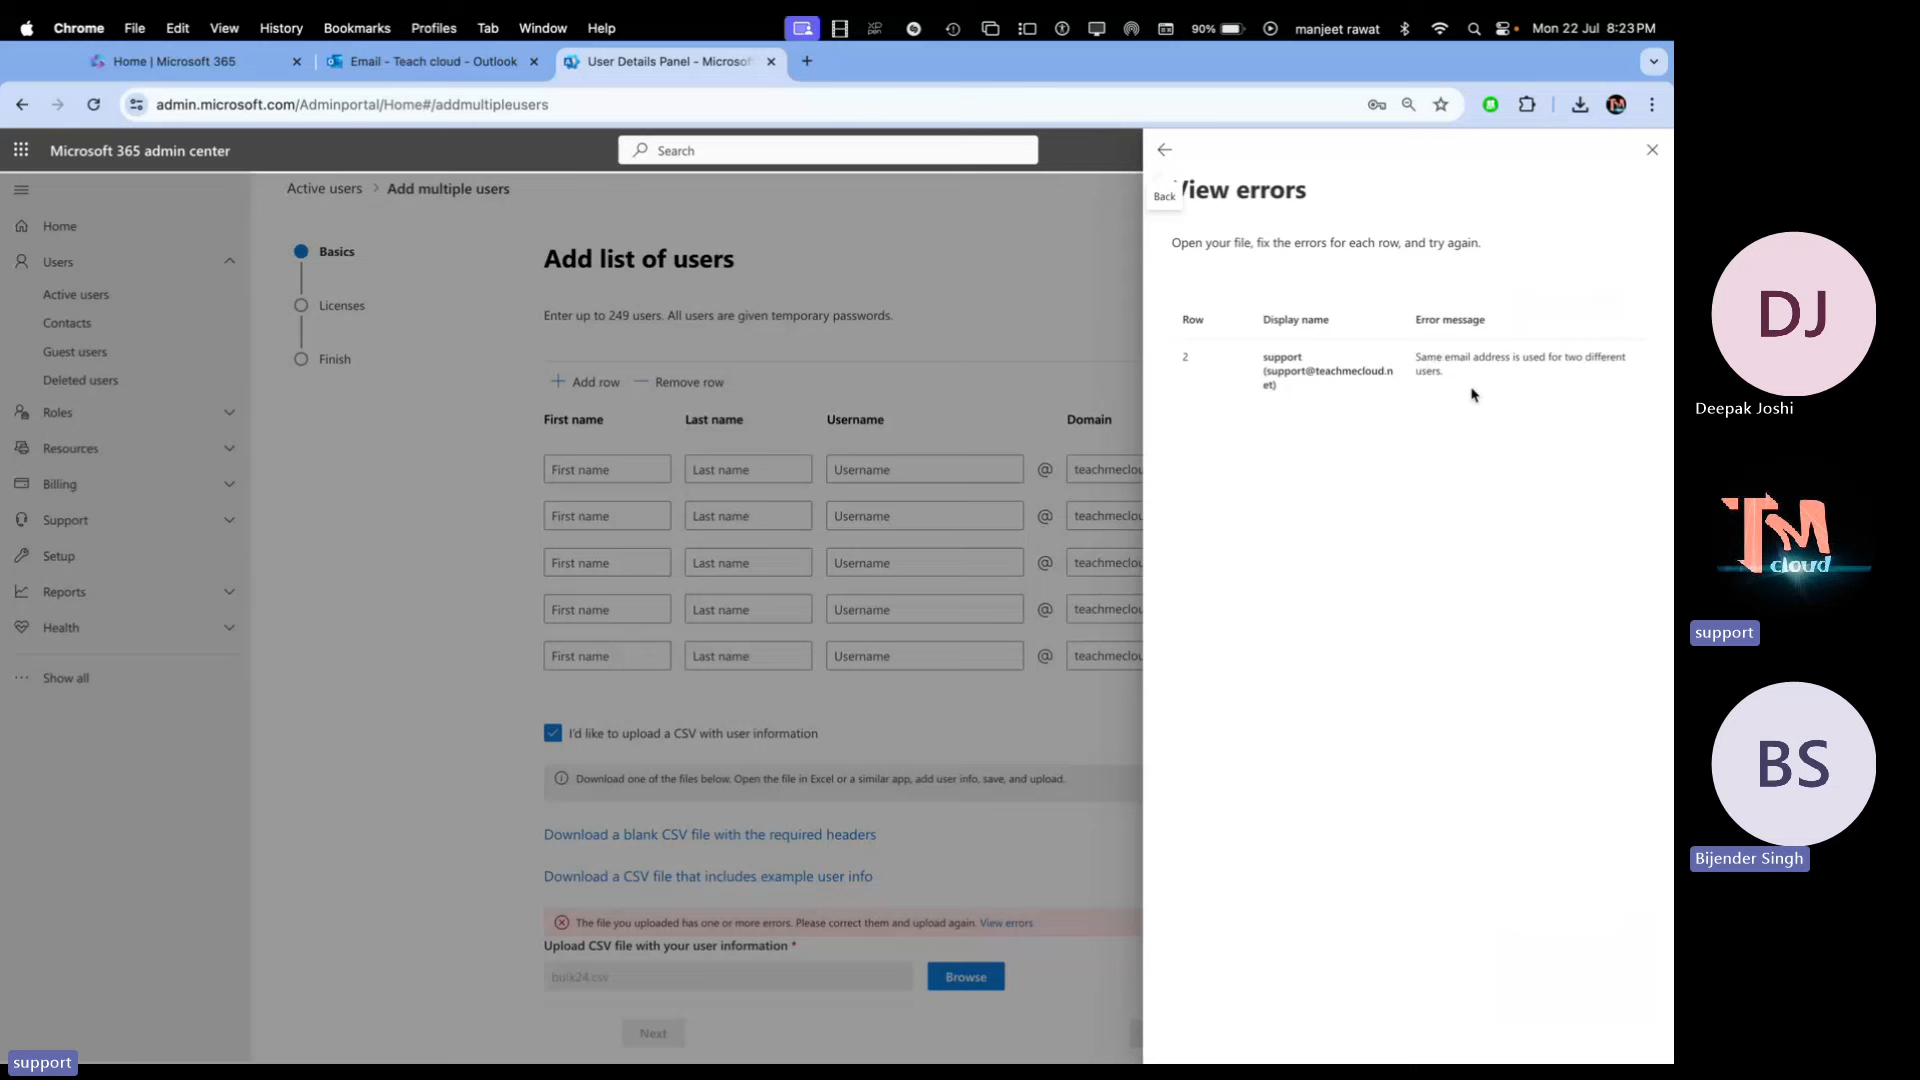 Chrome File Edit View History Bookmarks Profiles Tab Window Help 90% manjeet rawat Mon 22 Jul 8:23 PM
Home | Microsoft 365 Email - Teach cloud - Outlook User Details Panel - Microsof
admin.microsoft.com/Adminportal/Home#/addmultipleusers
Microsoft 365 admin center
Search
Active users > Add multiple users
Home
Users
Active users
Contacts
Guest users
Deleted users
Roles
Resources
Billing
Support
Setup
Reports
Health
Show all
Basics
Licenses
Finish
Add list of users
Enter up to 249 users. All users are given temporary passwords.
Add row Remove row
First name Last name Username Domain
First name Last name Username @ teachmeclou
First name Last name Username @ teachmeclou
First name Last name Username @ teachmeclou
First name Last name Username @ teachmeclou
First name Last name Username @ teachmeclou
I'd like to upload a CSV with user information
Download one of the files below. Open the file in Excel or a similar app, add user info, save, and upload.
Download a blank CSV file with the required headers
Download a CSV file that includes example user info
The file you uploaded has one or more errors. Please correct them and upload again. View errors
Upload CSV file with your user information *
bulk24.csv Browse
Next
Back
View errors
Open your file, fix the errors for each row, and try again.
Row Display name Error message
2 support Same email address is used for two different
(support@teachmecloud.n users.
et)
DJ
Deepak Joshi
TM
cloud
support
BS
Bijender Singh
support